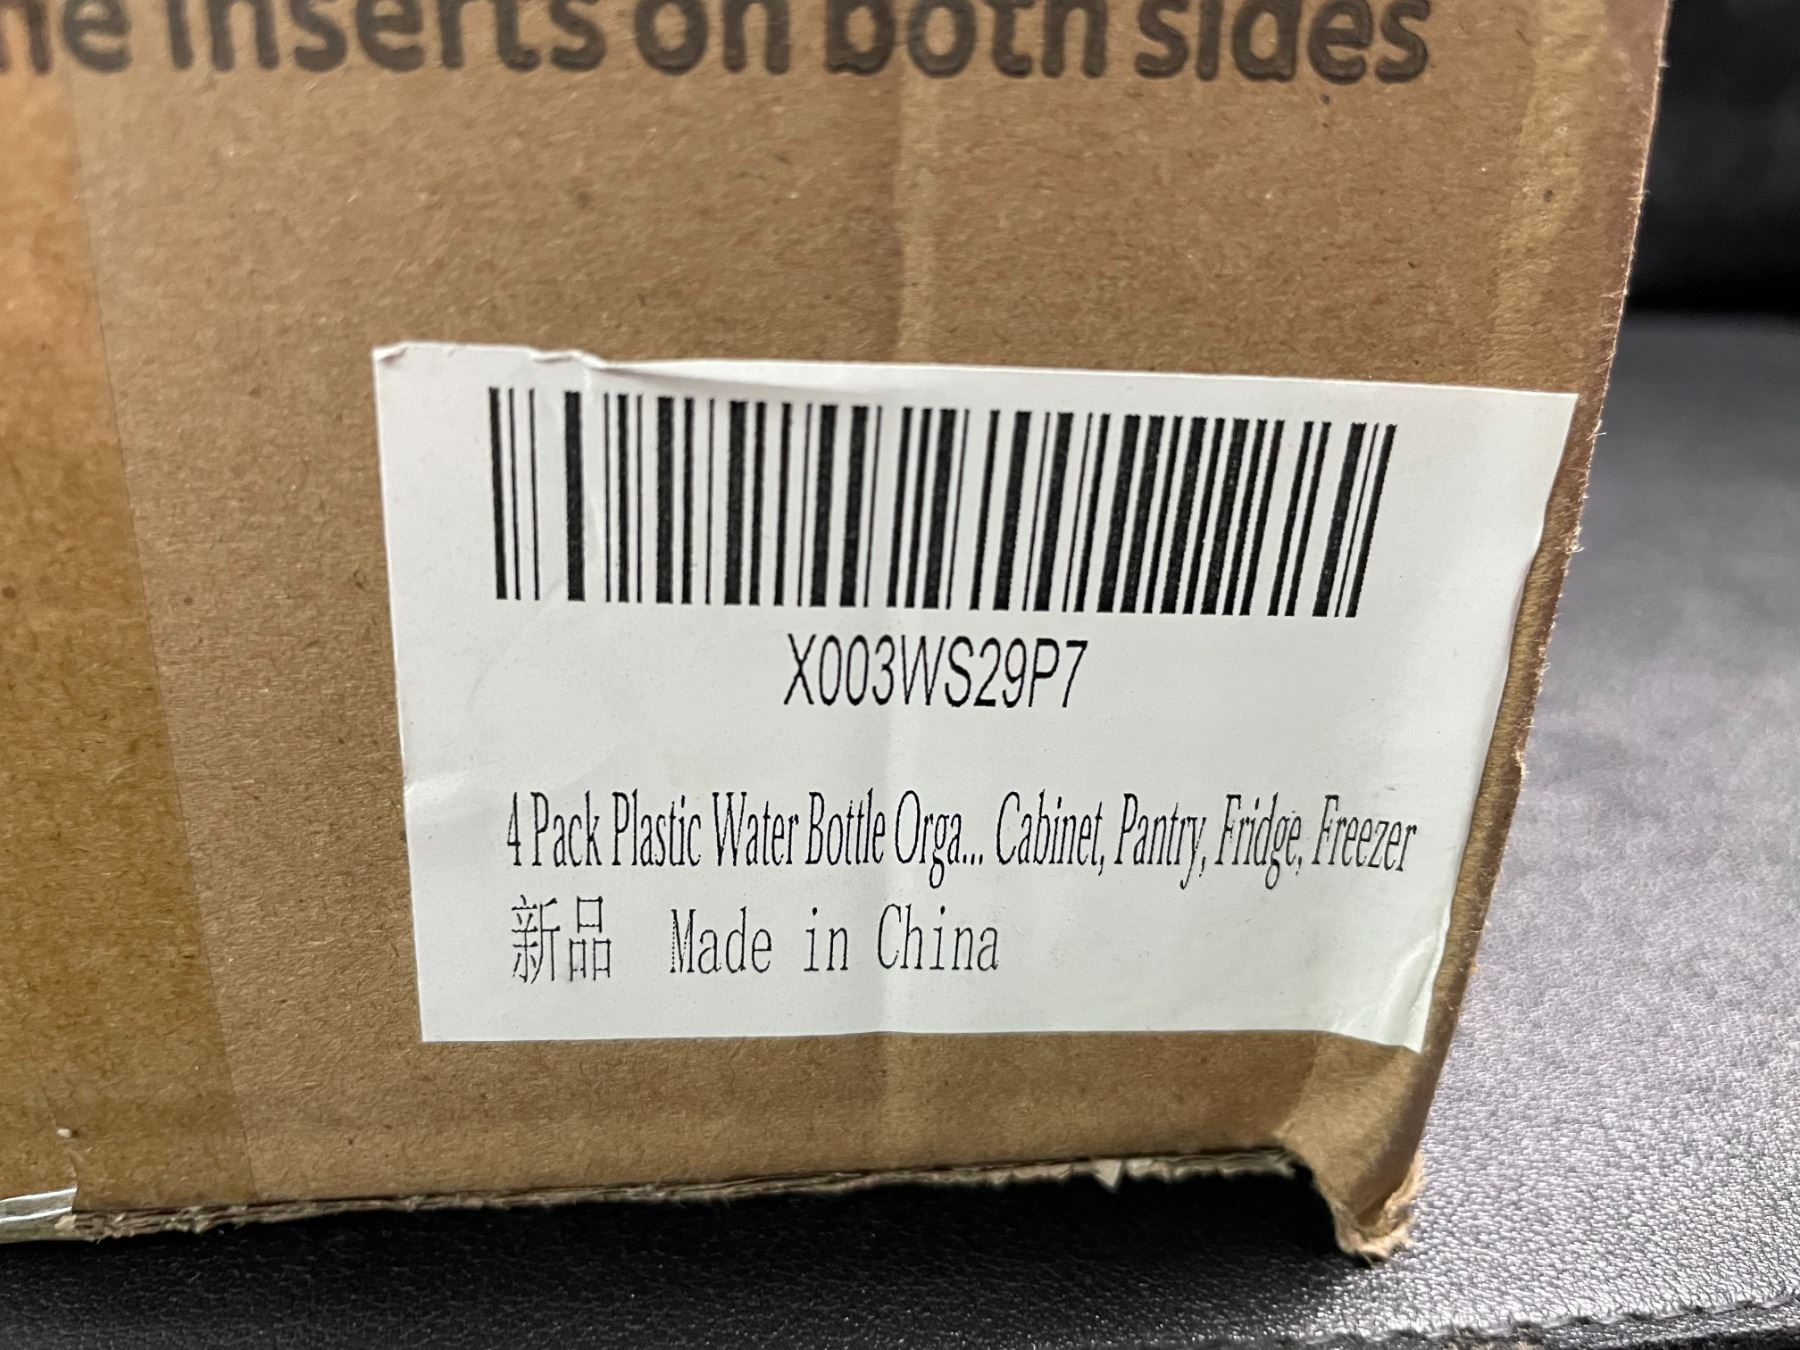 inserts on both sides
X003WS29P7
4 Pack Plastic Water Bottle Orga... Cabinet, Pantry, Fridge, Freezer
新品 Made in China